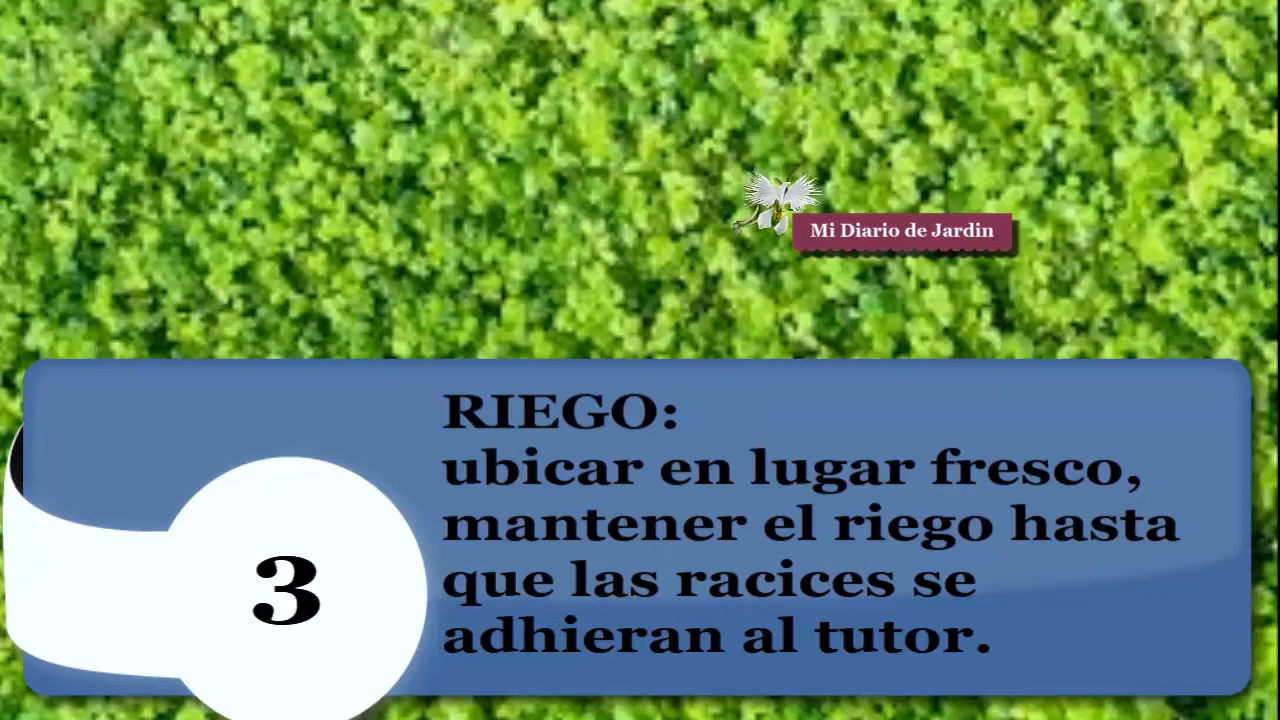 Mi Diario de Jardin
RIEGO:
ubicar en lugar fresco,
mantener el riego hasta
que las racices se
adhieran al tutor.
3